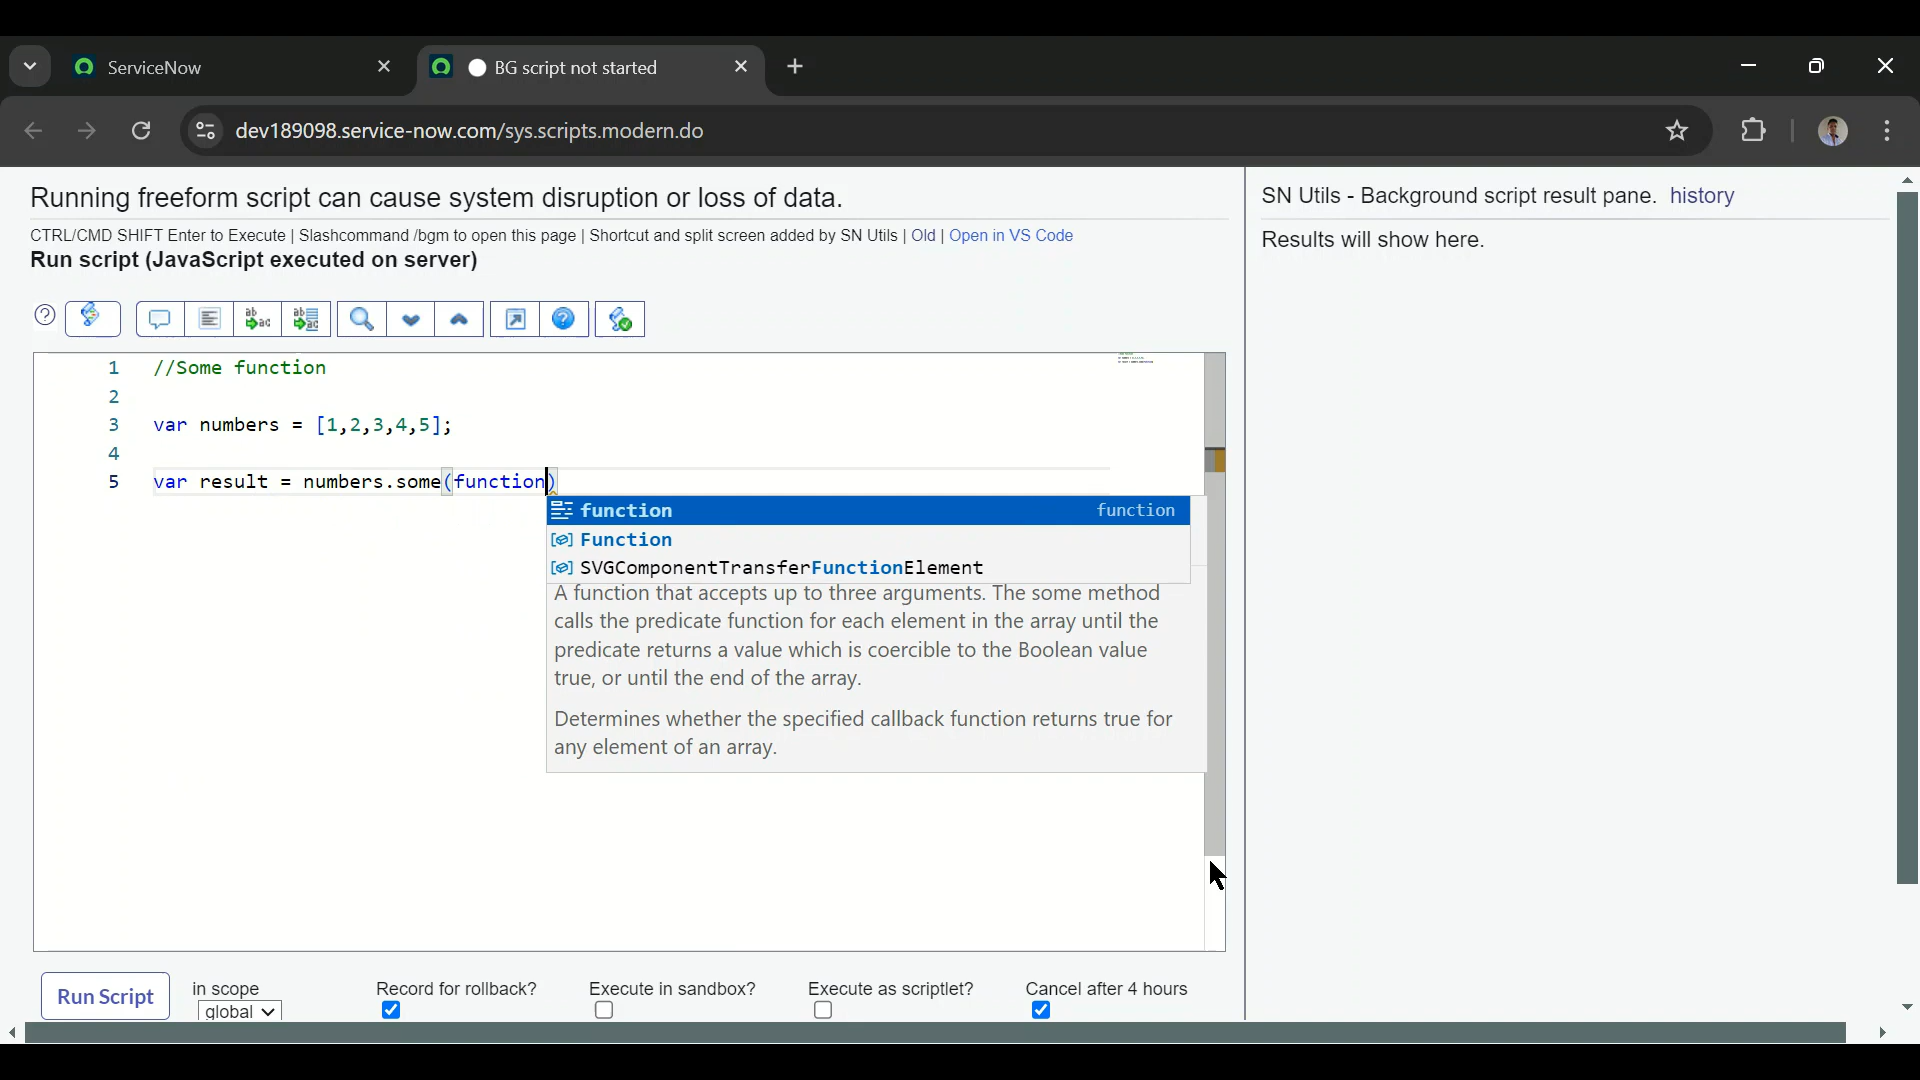 ServiceNow
BG script not started
dev189098.service-now.com/sys.scripts.modern.do
Running freeform script can cause system disruption or loss of data.
CTRL/CMD SHIFT Enter to Execute | Slashcommand /bgm to open this page | Shortcut and split screen added by SN Utils | Old | Open in VS Code
Run script (JavaScript executed on server)
1 //Some function
2
3 var numbers = [1,2,3,4,5];
4
5 var result = numbers.some(function)
function function
Function
SVGComponentTransferFunctionElement
A function that accepts up to three arguments. The some method
calls the predicate function for each element in the array until the
predicate returns a value which is coercible to the Boolean value
true, or until the end of the array.
Determines whether the specified callback function returns true for
any element of an array.
Run Script
in scope
global
Record for rollback?
Execute in sandbox?
Execute as scriptlet?
Cancel after 4 hours
SN Utils - Background script result pane. history
Results will show here.